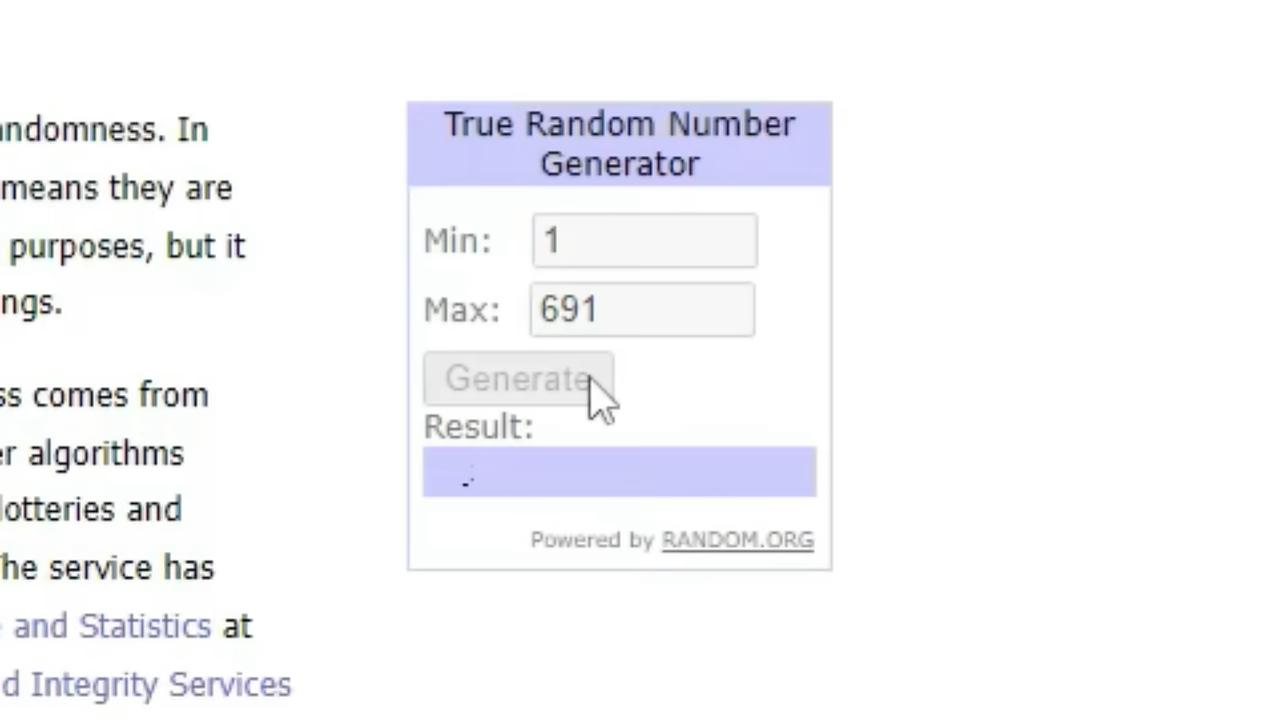 andomness. In
means they are
purposes, but it
ngs.
ss comes from
er algorithms
lotteries and
The service has
and Statistics at
d Integrity Services
True Random Number
Generator
Min: 1
Max: 691
Generate
Result:
Powered by RANDOM.ORG